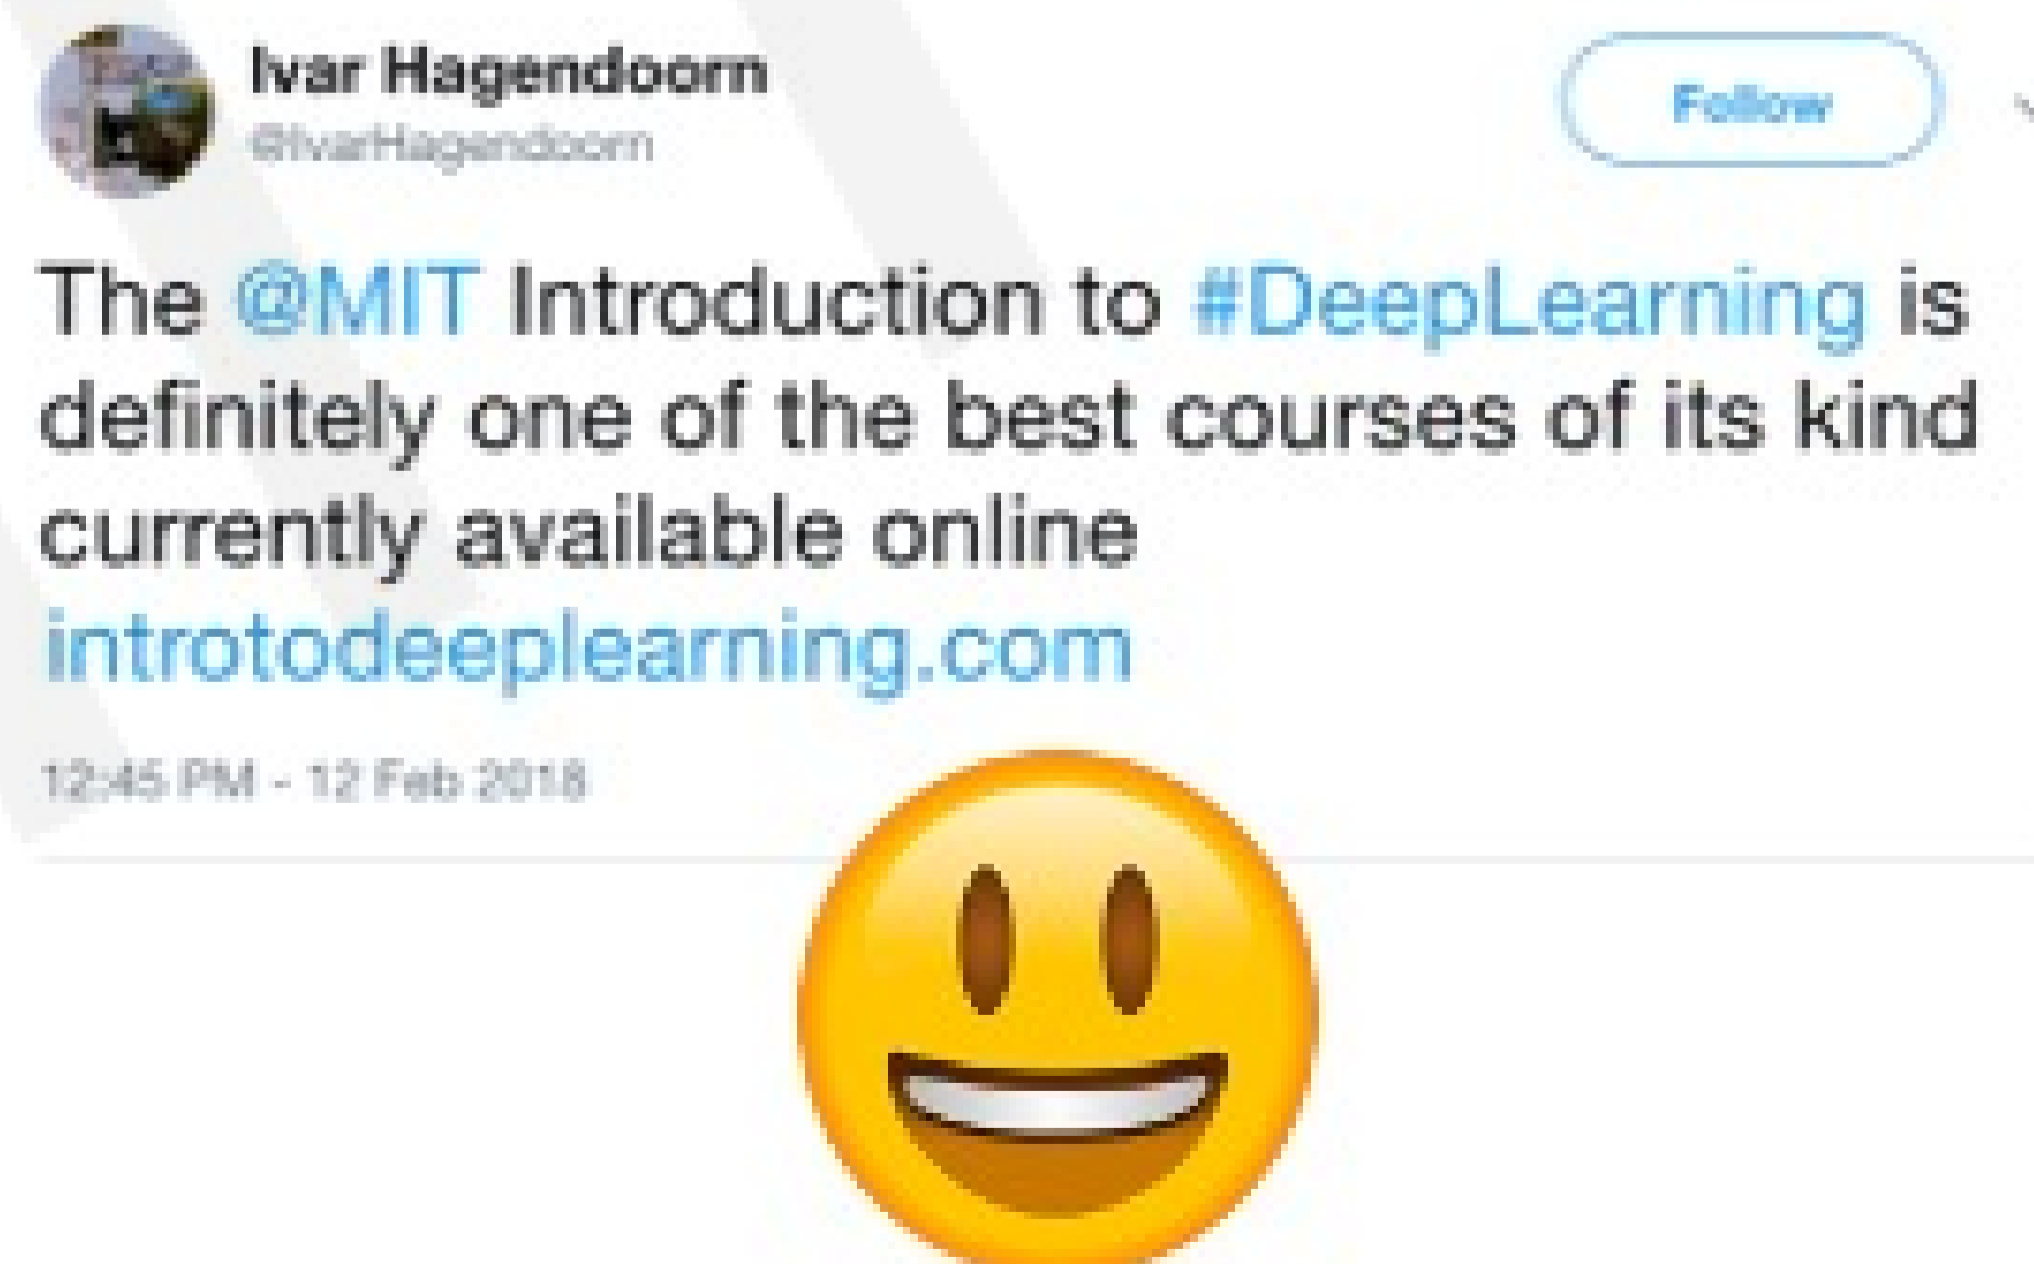 Ivar Hagendoorn
@IvarHagendoorn
Follow
The @MIT Introduction to #DeepLearning is
definitely one of the best courses of its kind
currently available online
introtodeeplearning.com
12:45 PM - 12 Feb 2018